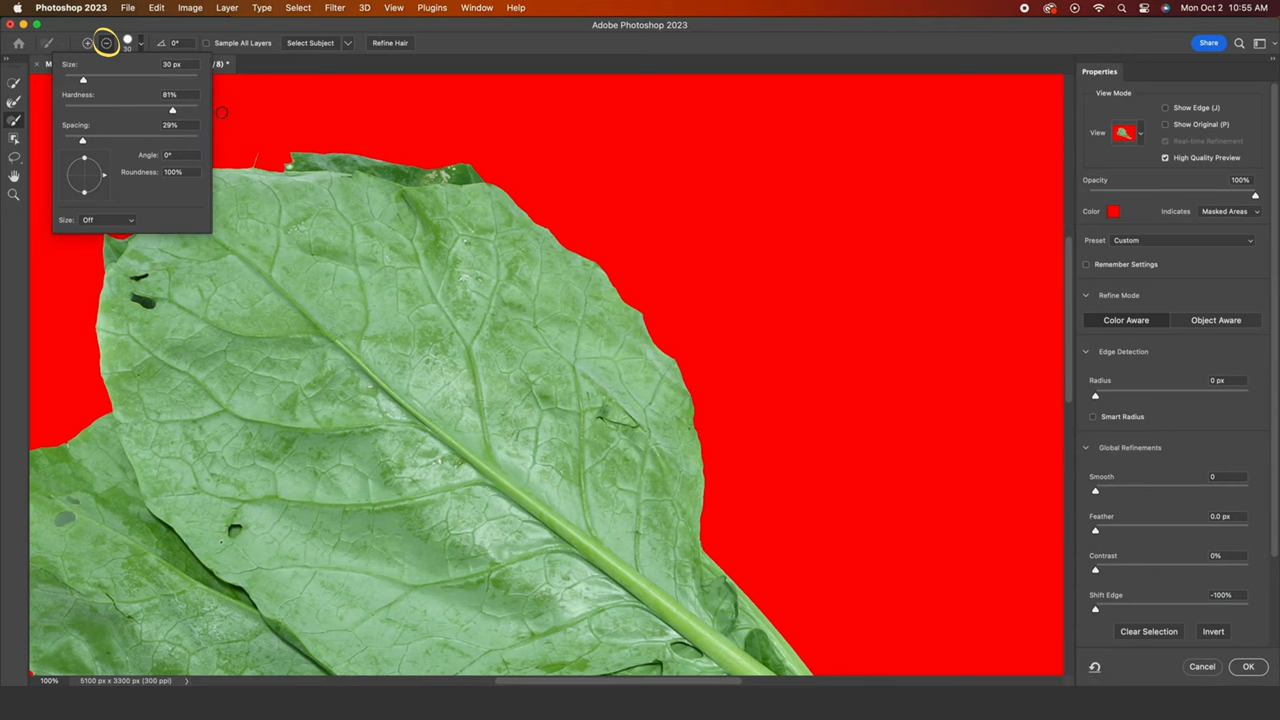 Photoshop 2023 File Edit Image Layer Type Select Filter 3D View Plugins Window Help Mon Oct 2 10:55 AM
Adobe Photoshop 2023
30 0° Sample All Layers Select Subject Refine Hair Share
M /8) *
Size: 30 px
Hardness: 81%
Spacing: 29%
Angle: 0°
Roundness: 100%
Size: Off
Properties
View Mode
Show Edge (J)
View Show Original (P)
Real-time Refinement
High Quality Preview
Opacity 100%
Color Indicates Masked Areas
Preset Custom
Remember Settings
Refine Mode
Color Aware Object Aware
Edge Detection
Radius 0 px
Smart Radius
Global Refinements
Smooth 0
Feather 0.0 px
Contrast 0%
Shift Edge -100%
Clear Selection Invert
Cancel OK
100% 5100 px x 3300 px (300 ppi)